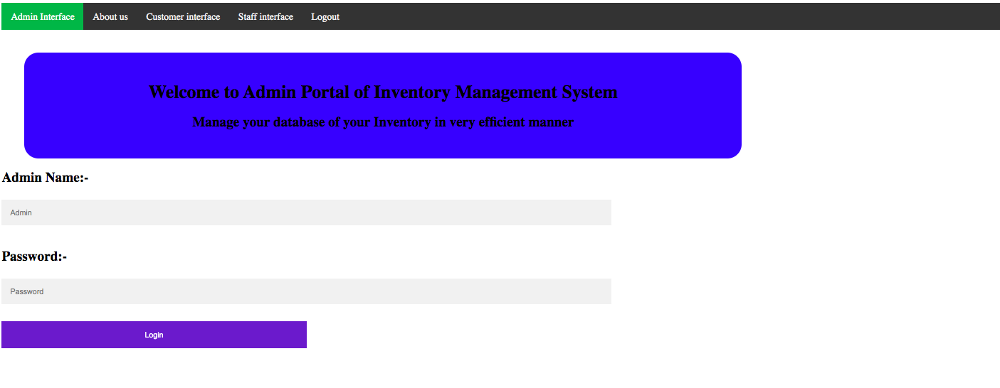 Admin Interface About us Customer interface Staff interface Logout
Welcome to Admin Portal of Inventory Management System
Manage your database of your Inventory in very efficient manner
Admin Name:-
Admin
Password:-
Password
Login